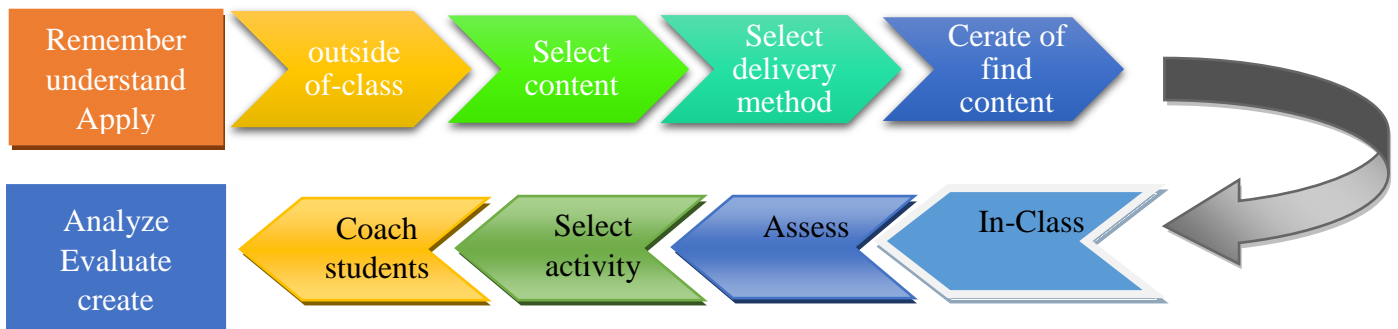 Remember
understand
Apply
outside
of-class
Select
content
Select
delivery
method
Cerate of
find
content
In-Class
Assess
Select
activity
Coach
students
Analyze
Evaluate
create